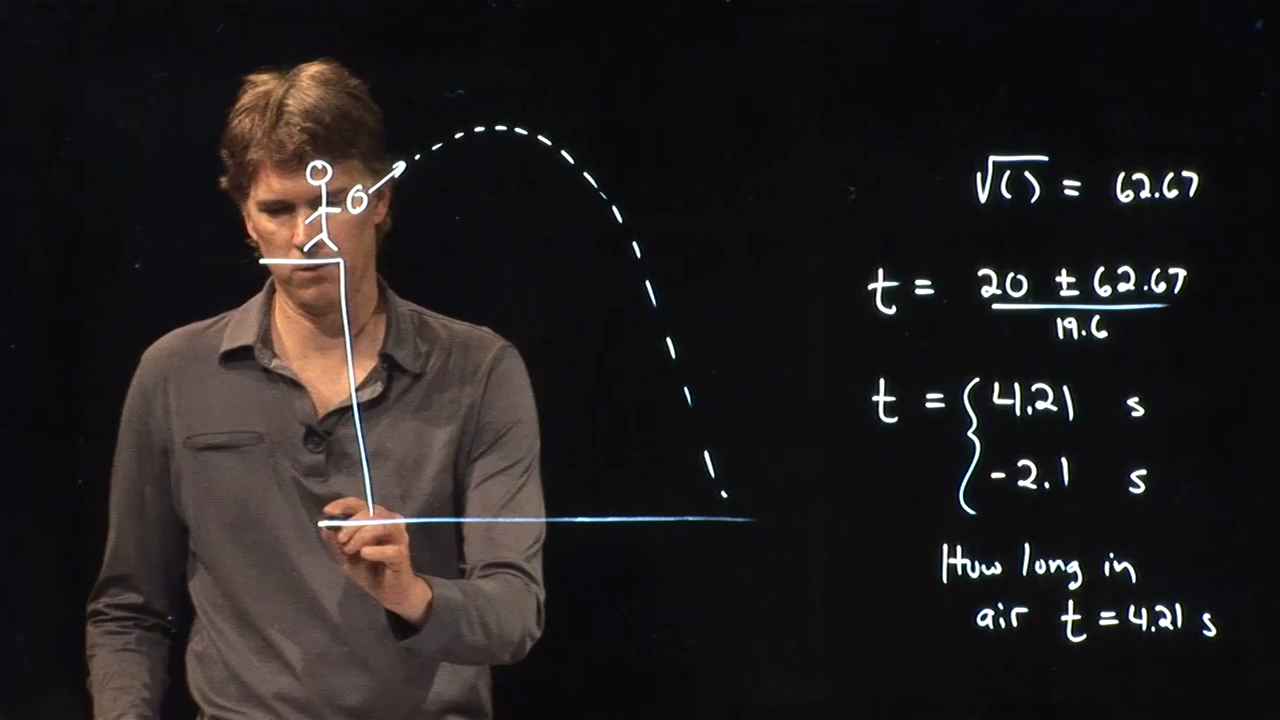 √( ) = 62.67
t = 20 ± 62.67
19.6
t = { 4.21 s
-2.1 s
How long in
air t = 4.21 s